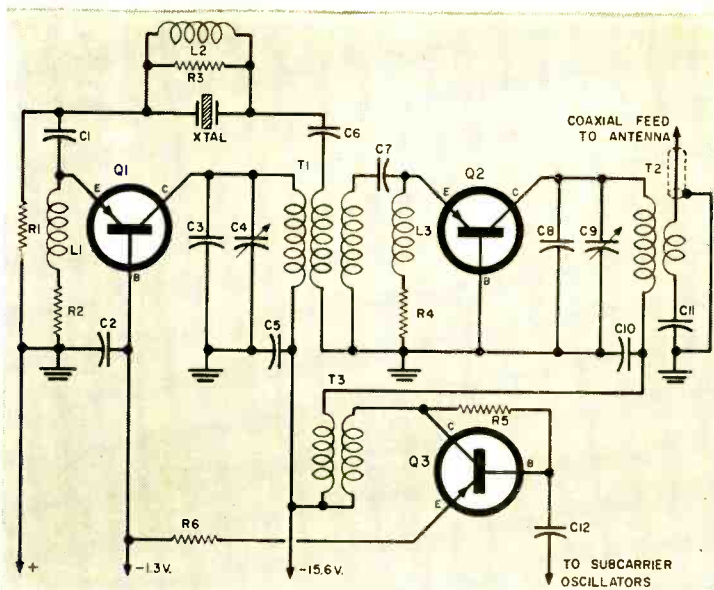 L2
R3
XTAL
C1
C6
COAXIAL FEED
TO ANTENNA
C7
Q1
T1
Q2
T2
E
C
E
C
R1
L1
C3
C4
L3
C8
C9
B
B
R2
R4
C2
C5
C10
C11
T3
R5
C
B
Q3
E
R6
C12
+
-1.3V.
-15.6V.
TO SUBCARRIER
OSCILLATORS